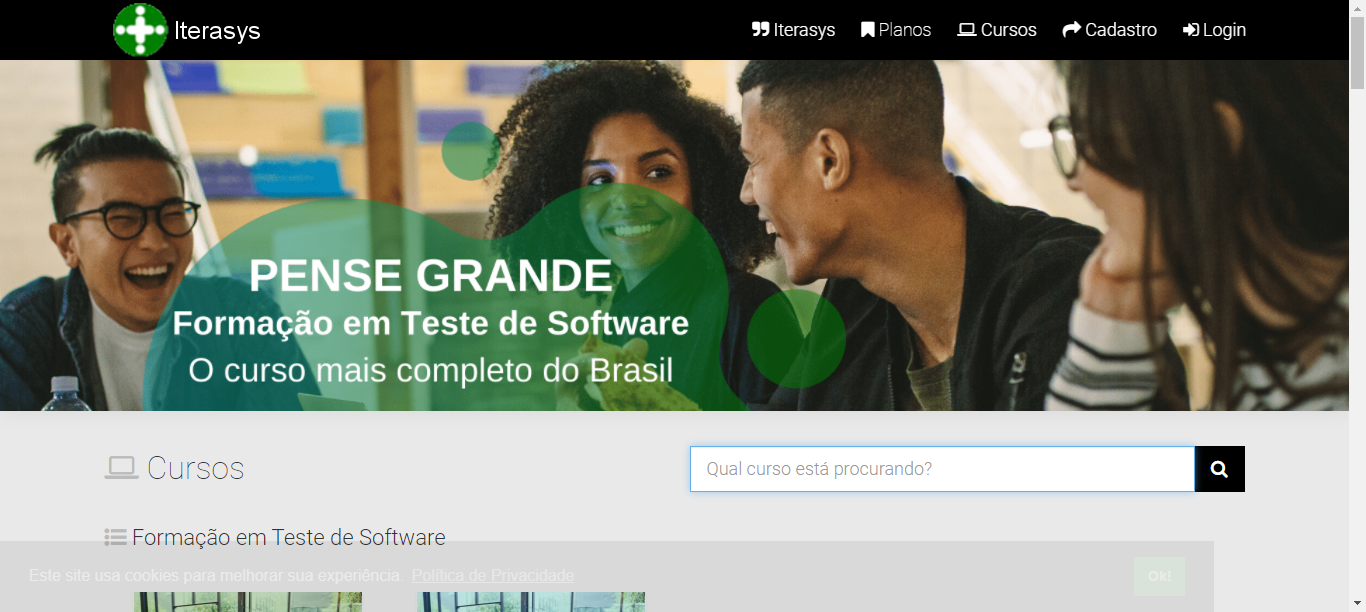 Iterasys
Iterasys Planos Cursos Cadastro Login
PENSE GRANDE
Formação em Teste de Software
O curso mais completo do Brasil
Cursos
Qual curso está procurando?
Formação em Teste de Software
Este site usa cookies para melhorar sua experiência. Política de Privacidade
Ok!